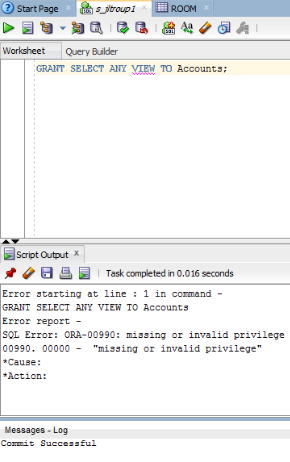 Start Page
s_jltroup1
ROOM
Worksheet
Query Builder
GRANT SELECT ANY VIEW TO Accounts;
Script Output
Task completed in 0.016 seconds
Error starting at line : 1 in command -
GRANT SELECT ANY VIEW TO Accounts
Error report -
SQL Error: ORA-00990: missing or invalid privilege
00990. 00000 -  "missing or invalid privilege"
*Cause:
*Action:
Messages - Log
Commit Successful